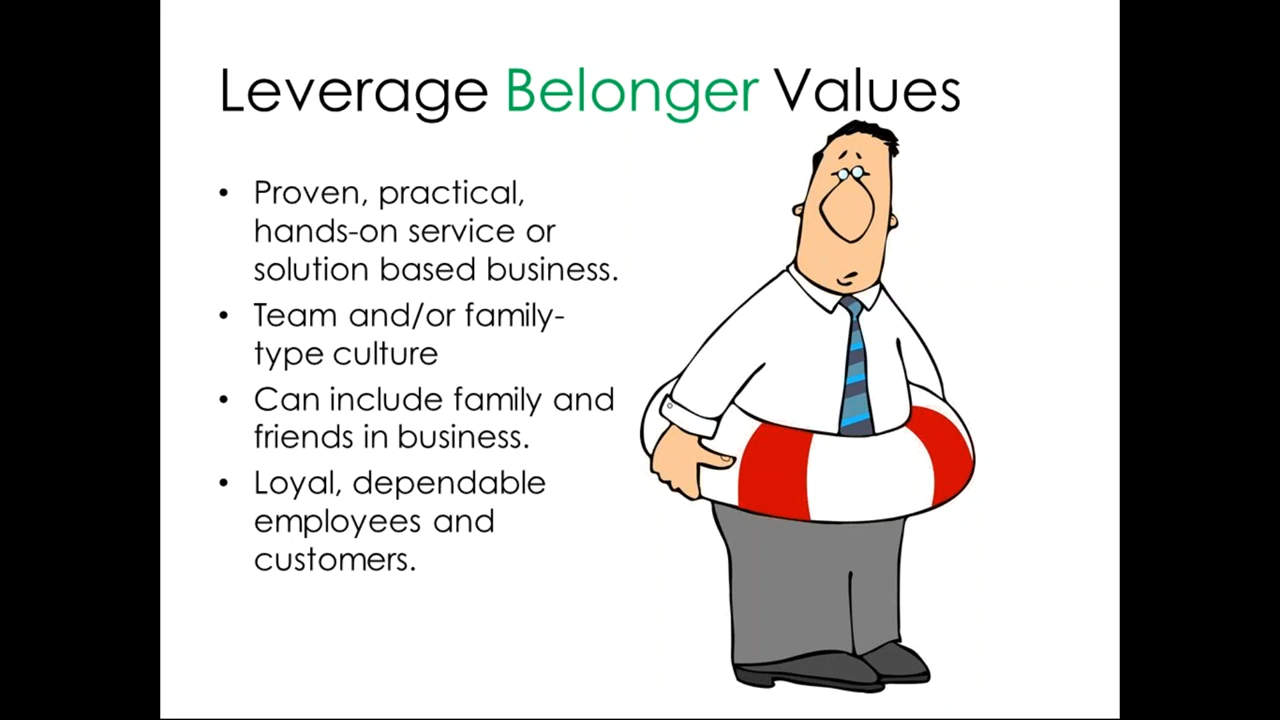 Leverage Belonger Values
• Proven, practical,
hands-on service or
solution based business.
• Team and/or family-
type culture
• Can include family and
friends in business.
• Loyal, dependable
employees and
customers.